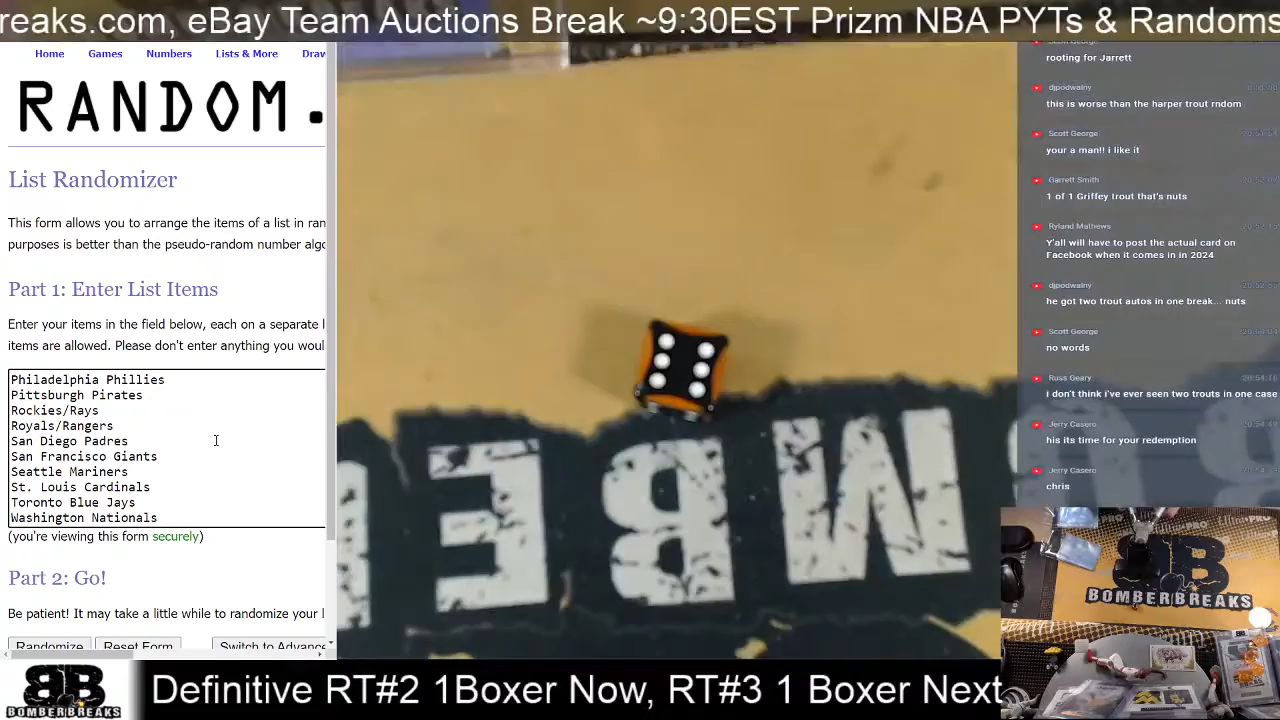 reaks.com, eBay Team Auctions Break ~9:30EST Prizm NBA PYTs & Randoms
Home Games Numbers Lists & More Draw
RANDOM.
List Randomizer
This form allows you to arrange the items of a list in ran
purposes is better than the pseudo-random number algo
Part 1: Enter List Items
Enter your items in the field below, each on a separate l
items are allowed. Please don't enter anything you woul
Philadelphia Phillies
Pittsburgh Pirates
Rockies/Rays
Royals/Rangers
San Diego Padres
San Francisco Giants
Seattle Mariners
St. Louis Cardinals
Toronto Blue Jays
Washington Nationals
(you're viewing this form securely)
Part 2: Go!
Be patient! It may take a little while to randomize your l
Randomize Reset Form Switch to Advance
MBE
rooting for Jarrett
djpodwalny
this is worse than the harper trout rndom
Scott George
your a man!! i like it
Garrett Smith
1 of 1 Griffey trout that's nuts
Ryland Mathews
Y'all will have to post the actual card on
Facebook when it comes in in 2024
djpodwalny
he got two trout autos in one break... nuts
Scott George
no words
Russ Geary
i don't think i've ever seen two trouts in one case
Jerry Casero
his its time for your redemption
Jerry Casero
chris
BB
BOMBERBREAKS
BB
BOMBERBREAKS
Definitive RT#2 1Boxer Now, RT#3 1 Boxer Next